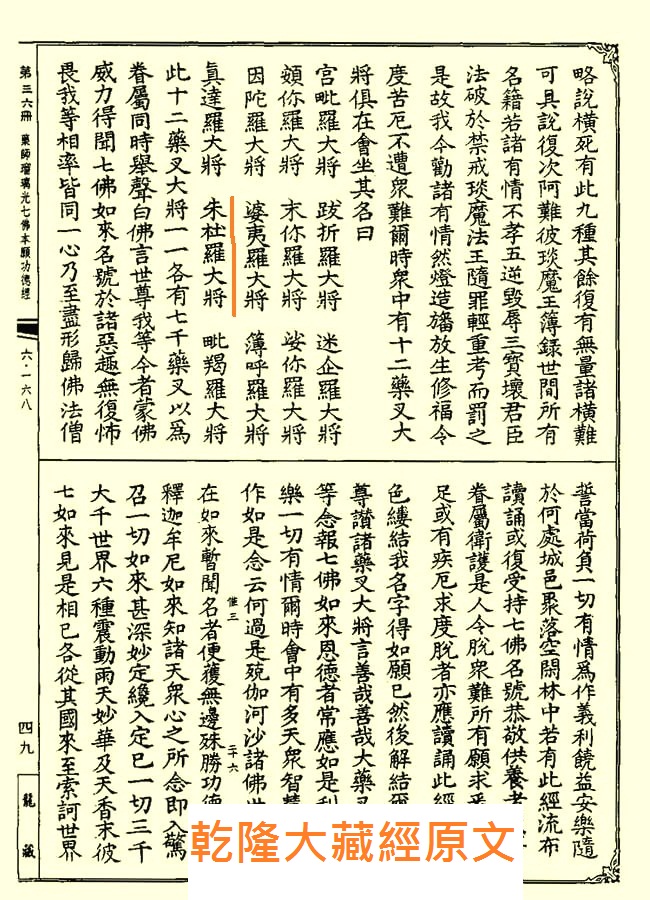 略說橫死有此九種其餘復有無量諸橫難
可具說復次阿難彼琰魔王簿錄世間所有
名籍若諸有情不孝五逆毀辱三寶壞君臣
法破於禁戒琰魔法王隨罪輕重考而罰之
是故我今勸諸有情然燈造旛放生修福令
度苦厄不遭眾難爾時眾中有十二藥叉大
將俱在會坐其名曰
宮毗羅大將 跋折羅大將 迷企羅大將
頞你羅大將 末你羅大將 娑你羅大將
因陀羅大將 婆夷羅大將 薄呼羅大將
真達羅大將 朱杜羅大將 毗羯羅大將
此十二藥叉大將一一各有七千藥叉以爲
眷屬同時舉聲白佛言世尊我等今者蒙佛
威力得聞七佛如來名號於諸惡趣無復怖
畏我等相率皆同一心乃至盡形歸佛法僧
誓當荷負一切有情爲作義利饒益安樂隨
於何處城邑聚落空閑林中若有此經流布
讀誦或復受持七佛名號恭敬供養者
眷屬衛護是人令脫眾難所有願求
足或有疾厄求度脫者亦應讀誦此經
色縷結我名字得如願已然後解結
尊讚諸藥叉大將言善哉善哉大藥叉
等念報七佛如來恩德者常應如是利
樂一切有情爾時會中有多天眾智
作如是念云何過是殑伽河沙諸佛世
惟三 三十六
在如來暫聞名者便獲無邊殊勝功德
釋迦牟尼如來知諸天眾心之所念即入驚
召一切如來甚深妙定纔入定已一切三千
大千世界六種震動雨天妙華及天香末彼
七如來見是相已各從其國來至索訶世界
第三六冊 藥師瑠璃光七佛本願功德經
六·一六八
四九
龍藏
乾隆大藏經原文